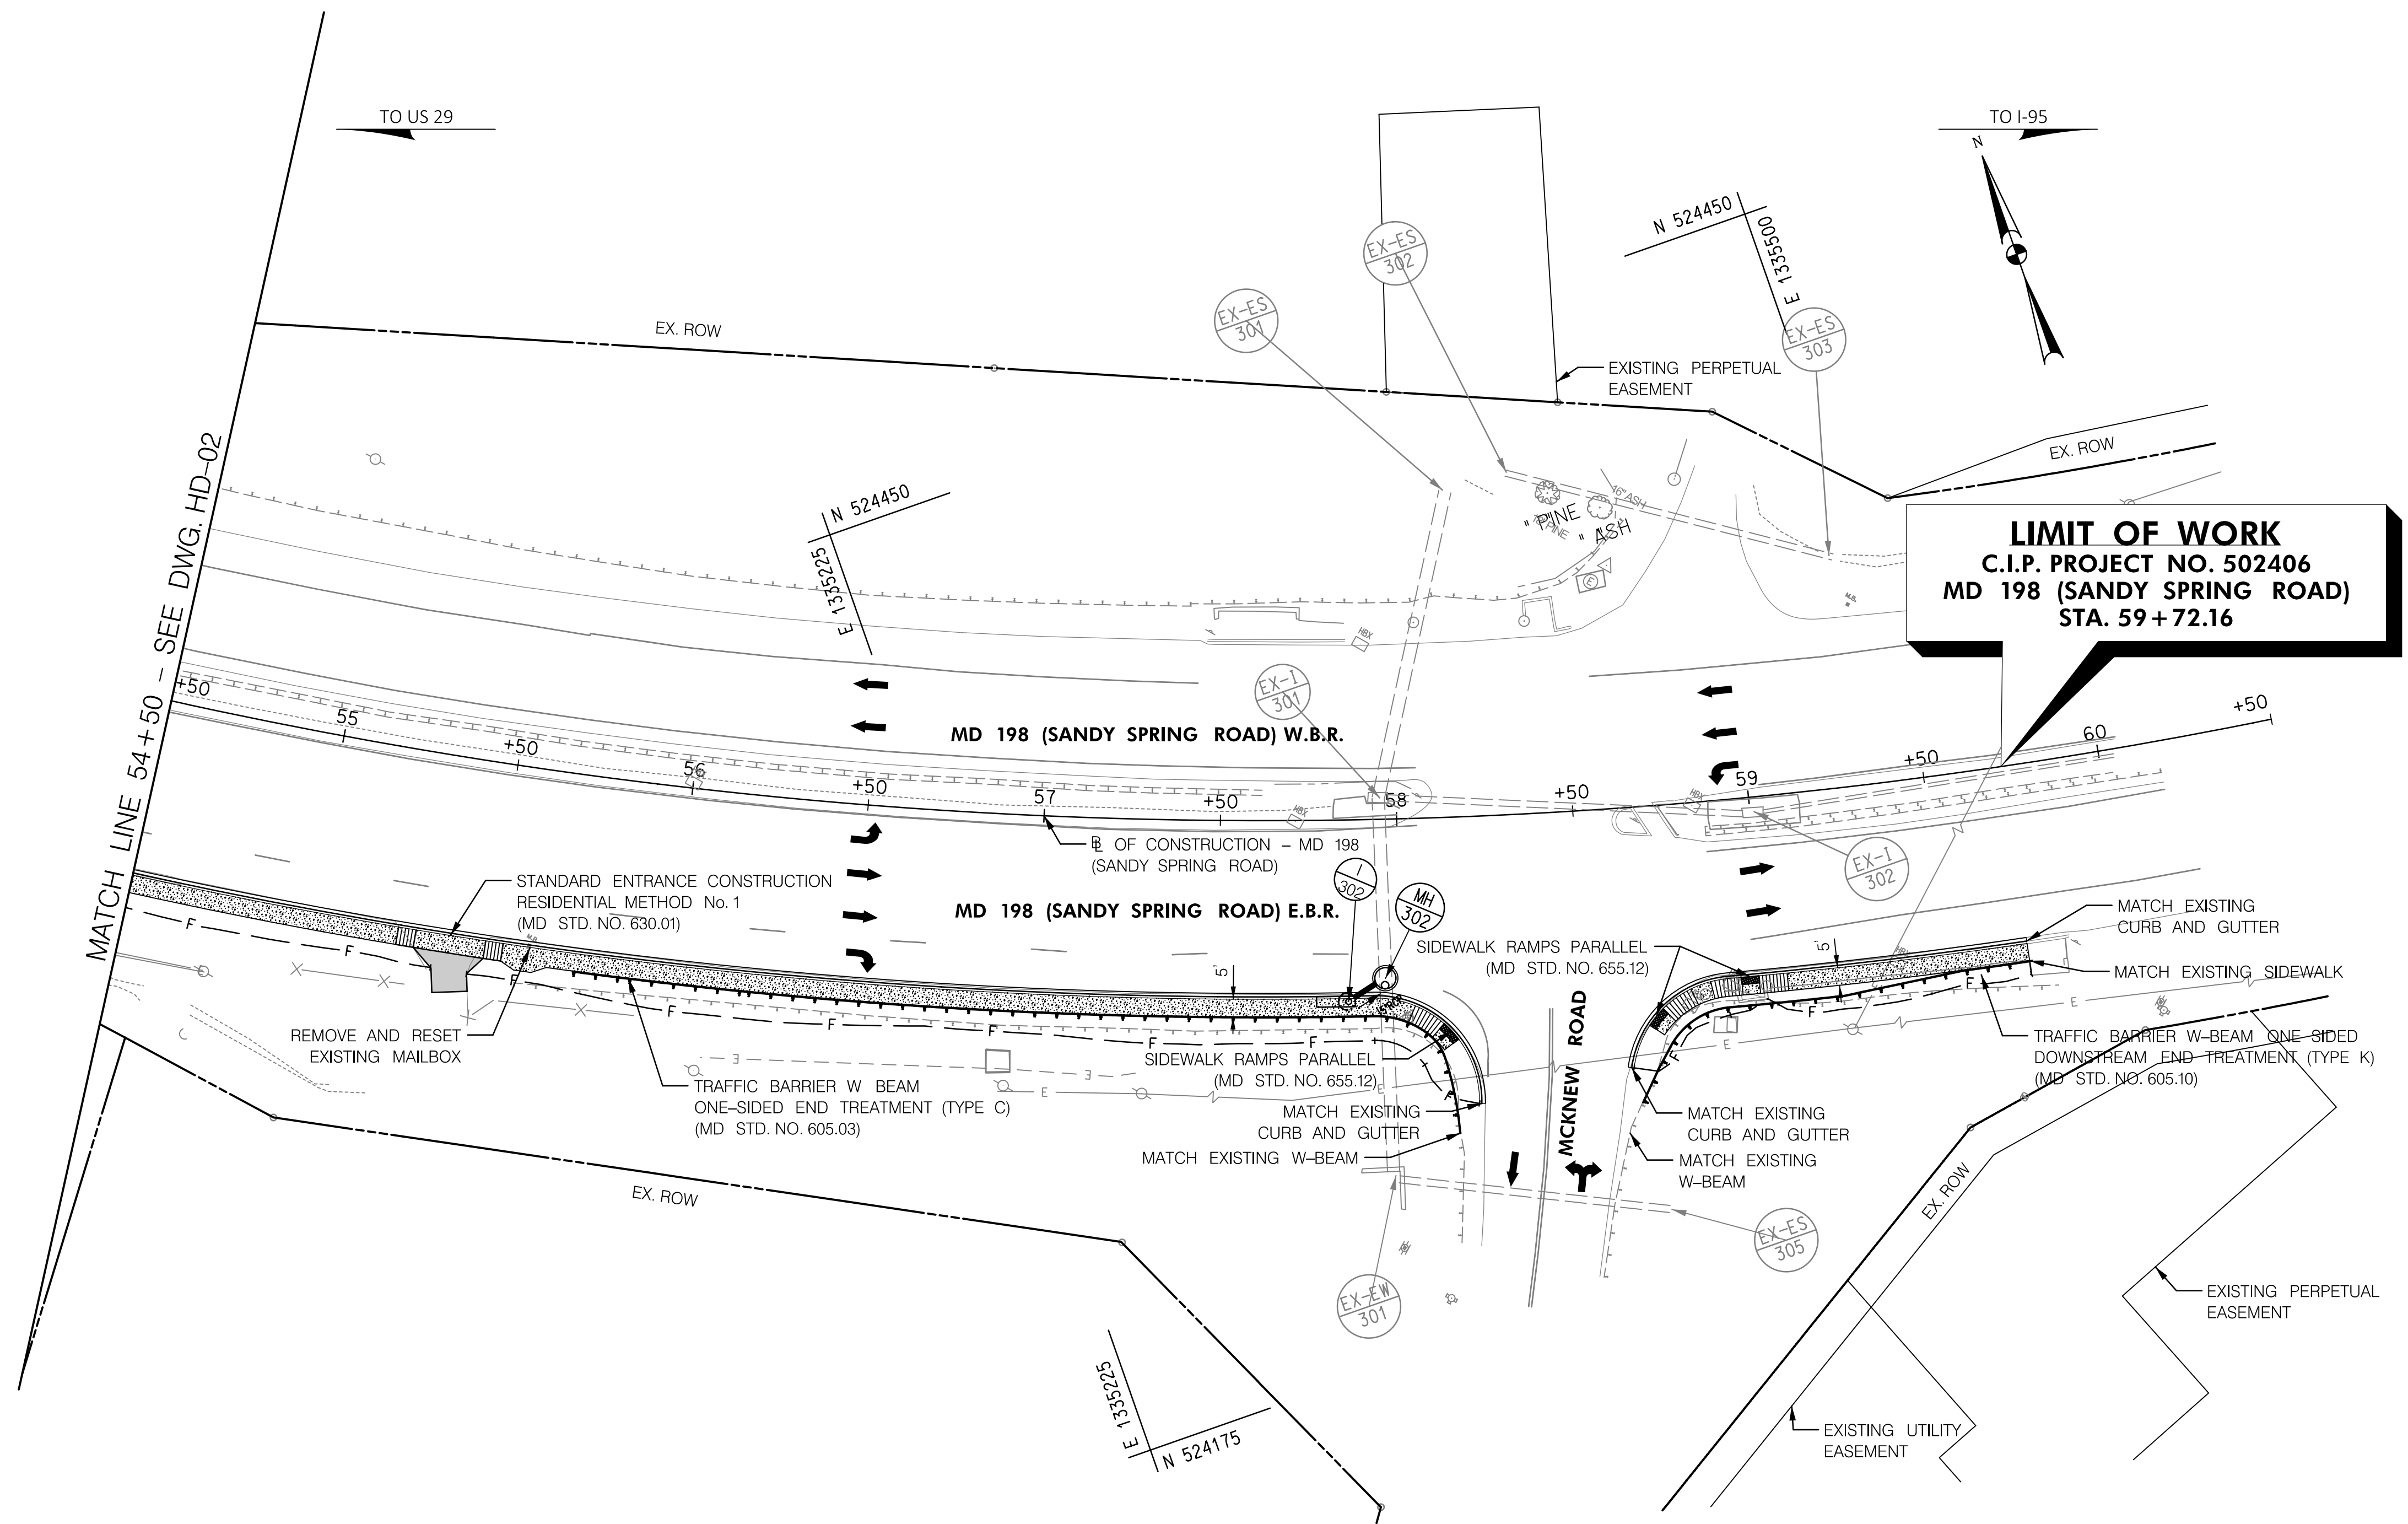 TO US 29
TO I-95
N
N 524450
E 1335500
EX-ES
302
EX-ES
301
EX-ES
303
EX. ROW
EXISTING PERPETUAL
EASEMENT
EX. ROW
MATCH LINE 54+50 - SEE DWG. HD-02
N 524450
E 1335225
16" ASH
" PINE
" ASH
E
M.B.
HBX
LIMIT OF WORK
C.I.P. PROJECT NO. 502406
MD 198 (SANDY SPRING ROAD)
STA. 59+72.16
EX-I
301
+50
55
+50
56
+50
57
+50
58
+50
59
+50
60
+50
MD 198 (SANDY SPRING ROAD) W.B.R.
HBX
HBX
BL OF CONSTRUCTION - MD 198
(SANDY SPRING ROAD)
EX-I
302
I
302
MH
302
STANDARD ENTRANCE CONSTRUCTION
RESIDENTIAL METHOD No. 1
(MD STD. NO. 630.01)
MD 198 (SANDY SPRING ROAD) E.B.R.
MATCH EXISTING
CURB AND GUTTER
SIDEWALK RAMPS PARALLEL
(MD STD. NO. 655.12)
5'
5'
HBX
M.B.
MATCH EXISTING SIDEWALK
REMOVE AND RESET
EXISTING MAILBOX
F
F
F
F
F
F
F
F
F
F
F
F
E
E
E
E
E
SIDEWALK RAMPS PARALLEL
(MD STD. NO. 655.12)
TRAFFIC BARRIER W BEAM
ONE-SIDED END TREATMENT (TYPE C)
(MD STD. NO. 605.03)
MCKNEW ROAD
TRAFFIC BARRIER W-BEAM ONE SIDED
DOWNSTREAM END TREATMENT (TYPE K)
(MD STD. NO. 605.10)
MATCH EXISTING
CURB AND GUTTER
MATCH EXISTING W-BEAM
MATCH EXISTING
CURB AND GUTTER
MATCH EXISTING
W-BEAM
EX. ROW
EX. ROW
EX-ES
305
EX-EW
301
EXISTING PERPETUAL
EASEMENT
E 1335225
N 524175
EXISTING UTILITY
EASEMENT